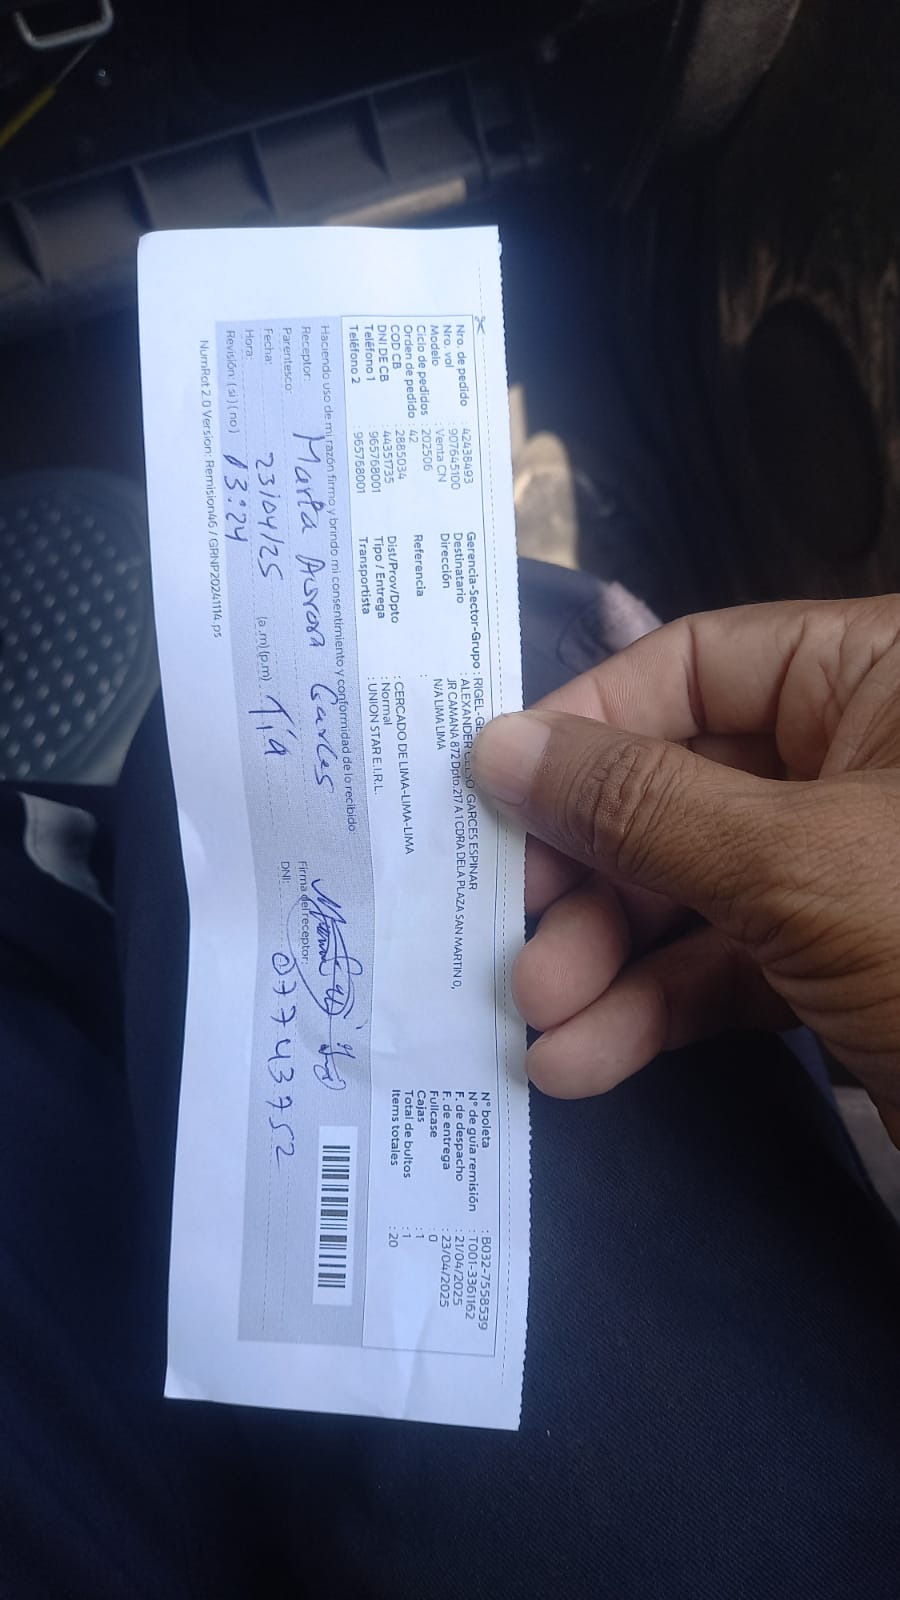 Nro. de pedido : 42438493
Nro. vol : 907645100
Modelo : Venta CN
Ciclo de pedidos : 202506
Orden de pedido : 42
COD CB : 2885034
DNI DE CB : 44351735
Teléfono 1 : 965768001
Teléfono 2 : 965768001
Gerencia-Sector-Grupo : RIGEL-
Destinatario : ALEXANDER GARCES ESPINAR
Dirección : JR CAMANA 872 Dpto. 217 A 1 CDRA DELA PLAZA SAN MARTIN 0,
N/A LIMA LIMA
Referencia :
Dist/Prov/Dpto : CERCADO DE LIMA-LIMA-LIMA
Tipo / Entrega : Normal
Transportista : UNION STAR E.I.R.L.
N° boleta : B032-7558539
N° de guía remisión : T001-3361162
F. de despacho : 21/04/2025
F. de entrega : 23/04/2025
Fullcase : 0
Cajas : 1
Total de bultos : 1
Items totales : 20
Haciendo uso de mi razón firmo y brindo mi consentimiento y conformidad de lo recibido:
Receptor: Marta Aurora Garces
Firma del receptor:
Parentesco: Tía
DNI: 07743752
Fecha: 23/04/25
Hora: 13:24 (a.m)(p.m)
Revisión: (si) (no)
NumRot 2.0 Version: Remision46 / GRNP20241114.ps